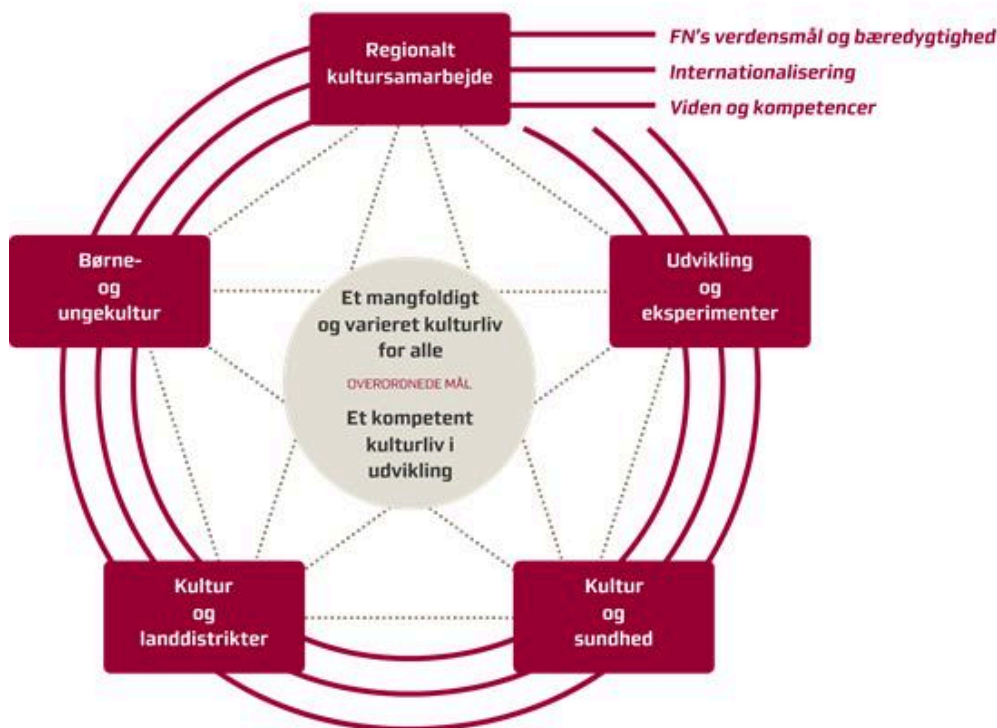 Regionalt
kultursamarbejde
FN's verdensmål og bæredygtighed
Internationalisering
Viden og kompetencer
Børne-
og
ungekultur
Udvikling
og
eksperimenter
Et mangfoldigt
og varieret kulturliv
for alle
OVERORDNEDE MÅL
Et kompetent
kulturliv i
udvikling
Kultur
og
landdistrikter
Kultur
og
sundhed